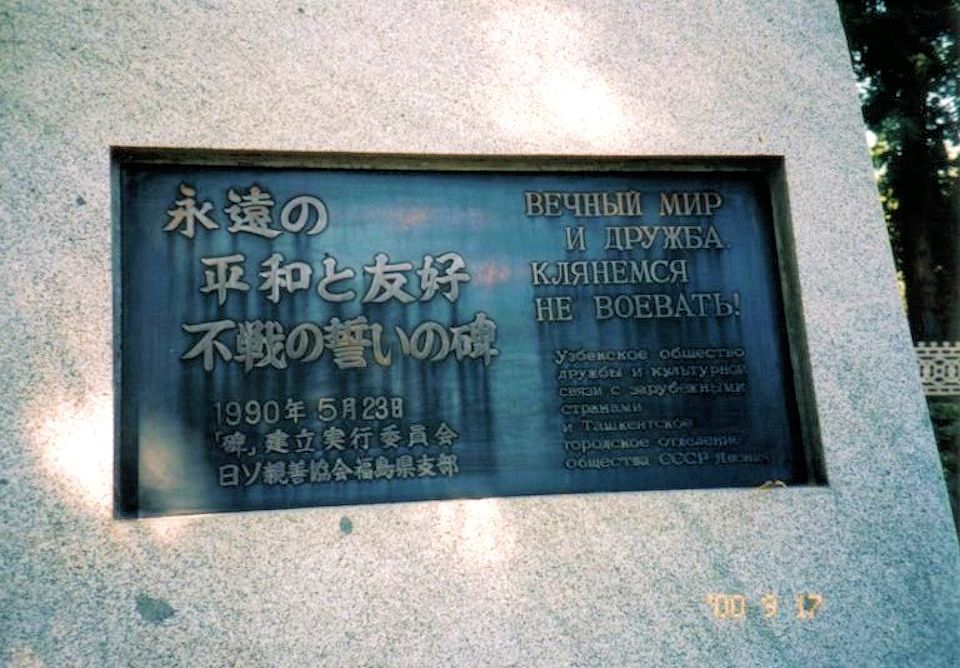 永遠の
平和と友好
不戦の誓いの碑
1990年 5月23日
「碑」建立実行委員会
日ソ親善協会福島県支部
ВЕЧНЫЙ МИР
И ДРУЖБА.
КЛЯНЕМСЯ
НЕ ВОЕВАТЬ!
Узбекское общество
дружбы и культурной
связи с зарубежными
странами
и Ташкентское
городское отделение
общества СССР Япония
'00 9 17